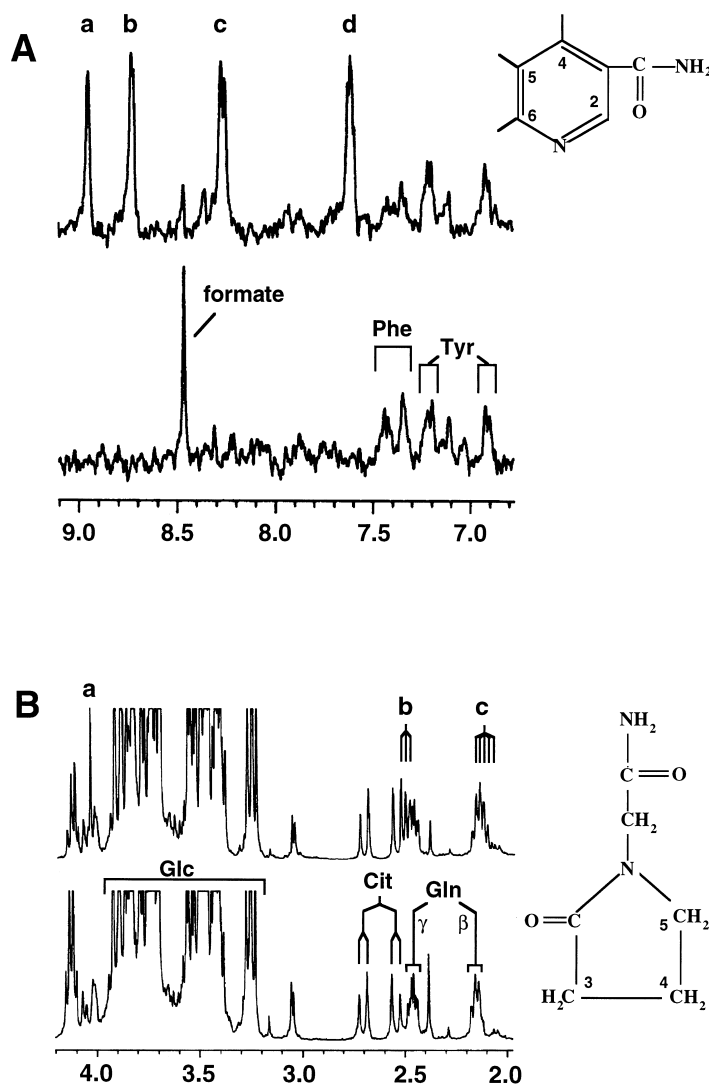 A
a b c d
4
5
6
2
N
C
O
NH2
formate
Phe
Tyr
9.0 8.5 8.0 7.5 7.0
B
a
b
c
NH2
C O
CH2
N
O C
5 CH2
3 4
H2C CH2
Glc
Cit
Gln
γ β
4.0 3.5 3.0 2.5 2.0